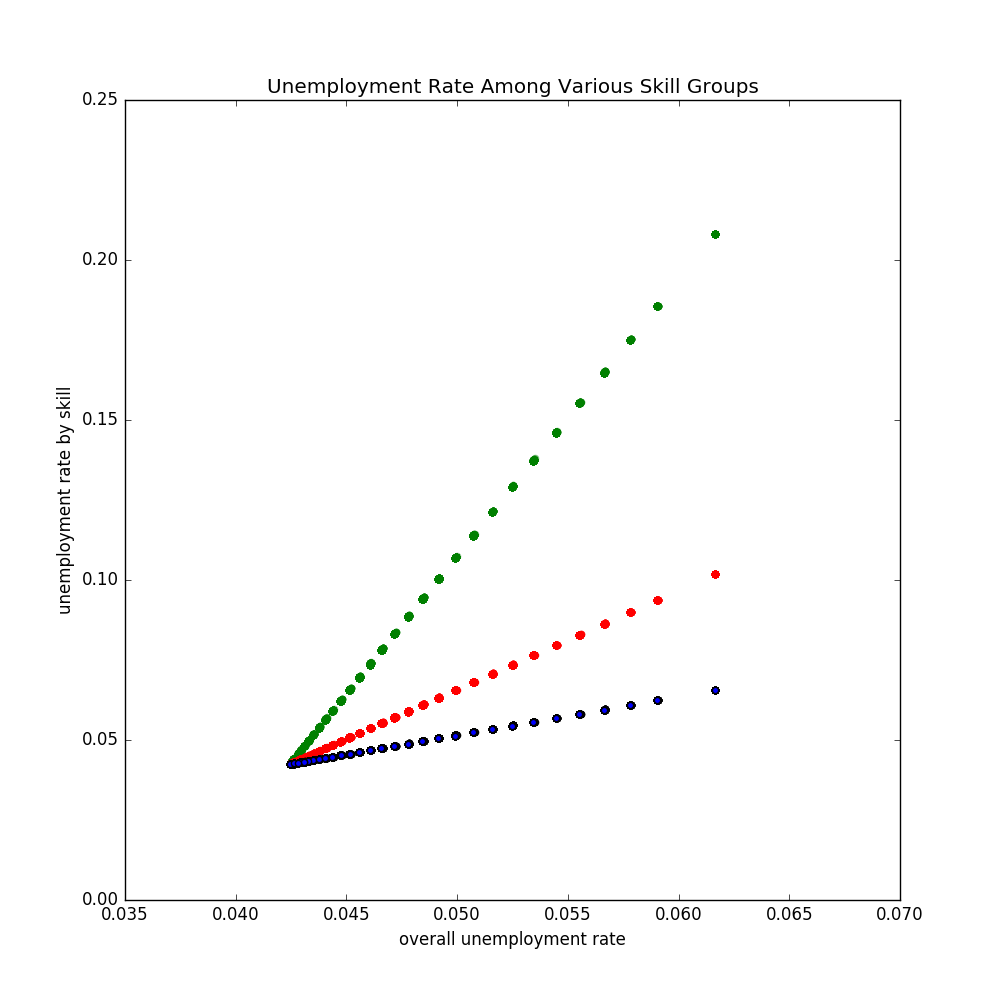 Unemployment Rate Among Various Skill Groups
0.25
0.20
0.15
0.10
0.05
0.00
unemployment rate by skill
0.035 0.040 0.045 0.050 0.055 0.060 0.065 0.070
overall unemployment rate